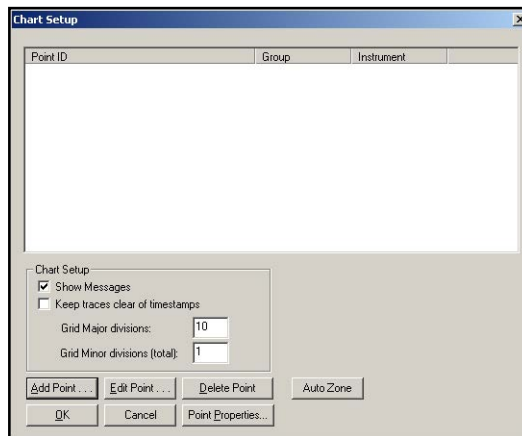 Chart Setup
Point ID Group Instrument
Chart Setup
Show Messages
Keep traces clear of timestamps
Grid Major divisions: 10
Grid Minor divisions (total): 1
Add Point . . . Edit Point . . . Delete Point Auto Zone
OK Cancel Point Properties...